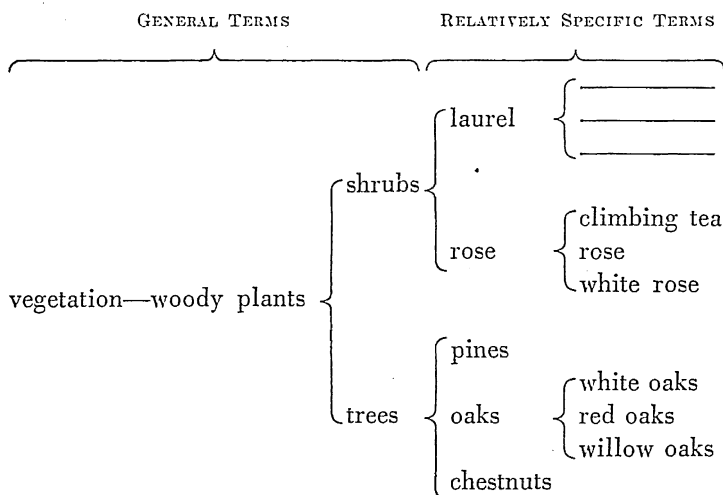 GENERAL TERMS
RELATIVELY SPECIFIC TERMS
laurel
shrubs
climbing tea
rose
rose
white rose
vegetation—woody plants
pines
white oaks
trees
oaks
red oaks
willow oaks
chestnuts